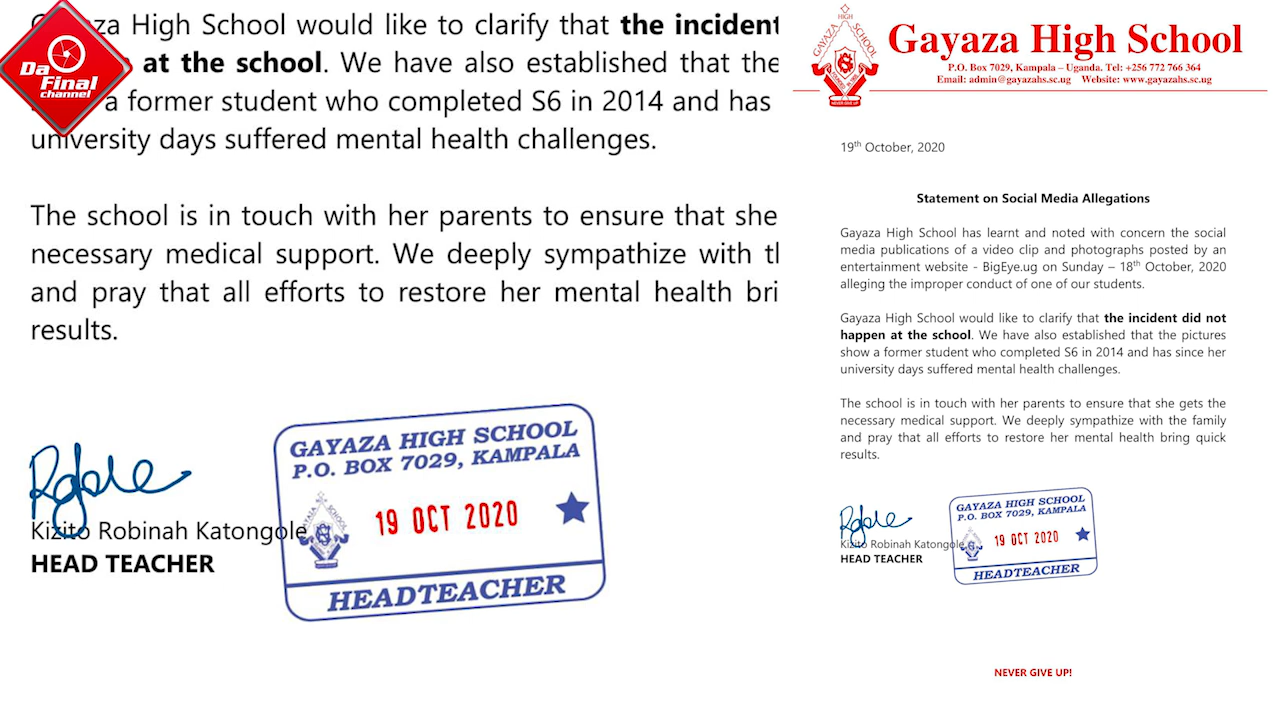 Da
Final
channel
za High School would like to clarify that the incident
at the school. We have also established that the
a former student who completed S6 in 2014 and has
university days suffered mental health challenges.
The school is in touch with her parents to ensure that she
necessary medical support. We deeply sympathize with
and pray that all efforts to restore her mental health bri
results.
Kizito Robinah Katongole
HEAD TEACHER
GAYAZA HIGH SCHOOL
P.O. BOX 7029, KAMPALA
19 OCT 2020
HEADTEACHER
GAYAZA HIGH SCHOOL
NEVER GIVE UP
Gayaza High School
P.O. Box 7029, Kampala – Uganda. Tel: +256 772 766 364
Email: admin@gayazahs.sc.ug Website: www.gayazahs.sc.ug
19th October, 2020
Statement on Social Media Allegations
Gayaza High School has learnt and noted with concern the social
media publications of a video clip and photographs posted by an
entertainment website - BigEye.ug on Sunday – 18th October, 2020
alleging the improper conduct of one of our students.
Gayaza High School would like to clarify that the incident did not
happen at the school. We have also established that the pictures
show a former student who completed S6 in 2014 and has since her
university days suffered mental health challenges.
The school is in touch with her parents to ensure that she gets the
necessary medical support. We deeply sympathize with the family
and pray that all efforts to restore her mental health bring quick
results.
Kizito Robinah Katongole
HEAD TEACHER
GAYAZA HIGH SCHOOL
P.O. BOX 7029, KAMPALA
19 OCT 2020
HEADTEACHER
NEVER GIVE UP!